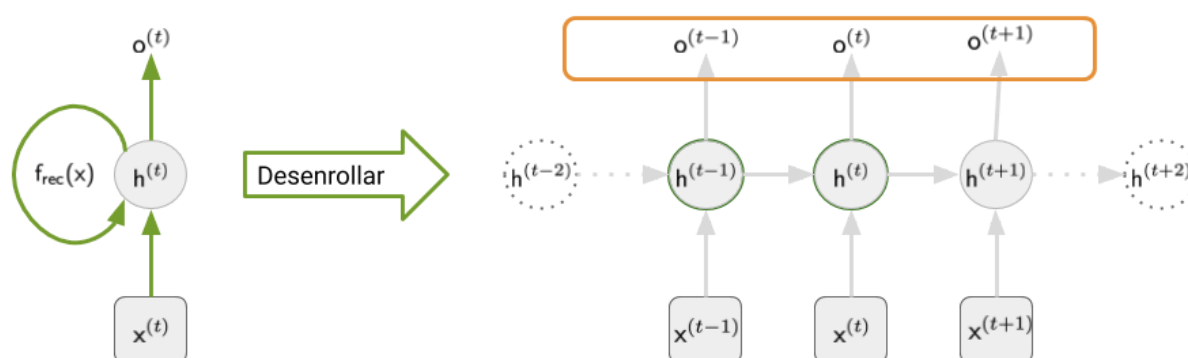 o^(t)
o^(t−1) o^(t) o^(t+1)
f_rec(x) h^(t)
Desenrollar
h^(t−2) h^(t−1) h^(t) h^(t+1) h^(t+2)
x^(t)
x^(t−1) x^(t) x^(t+1)